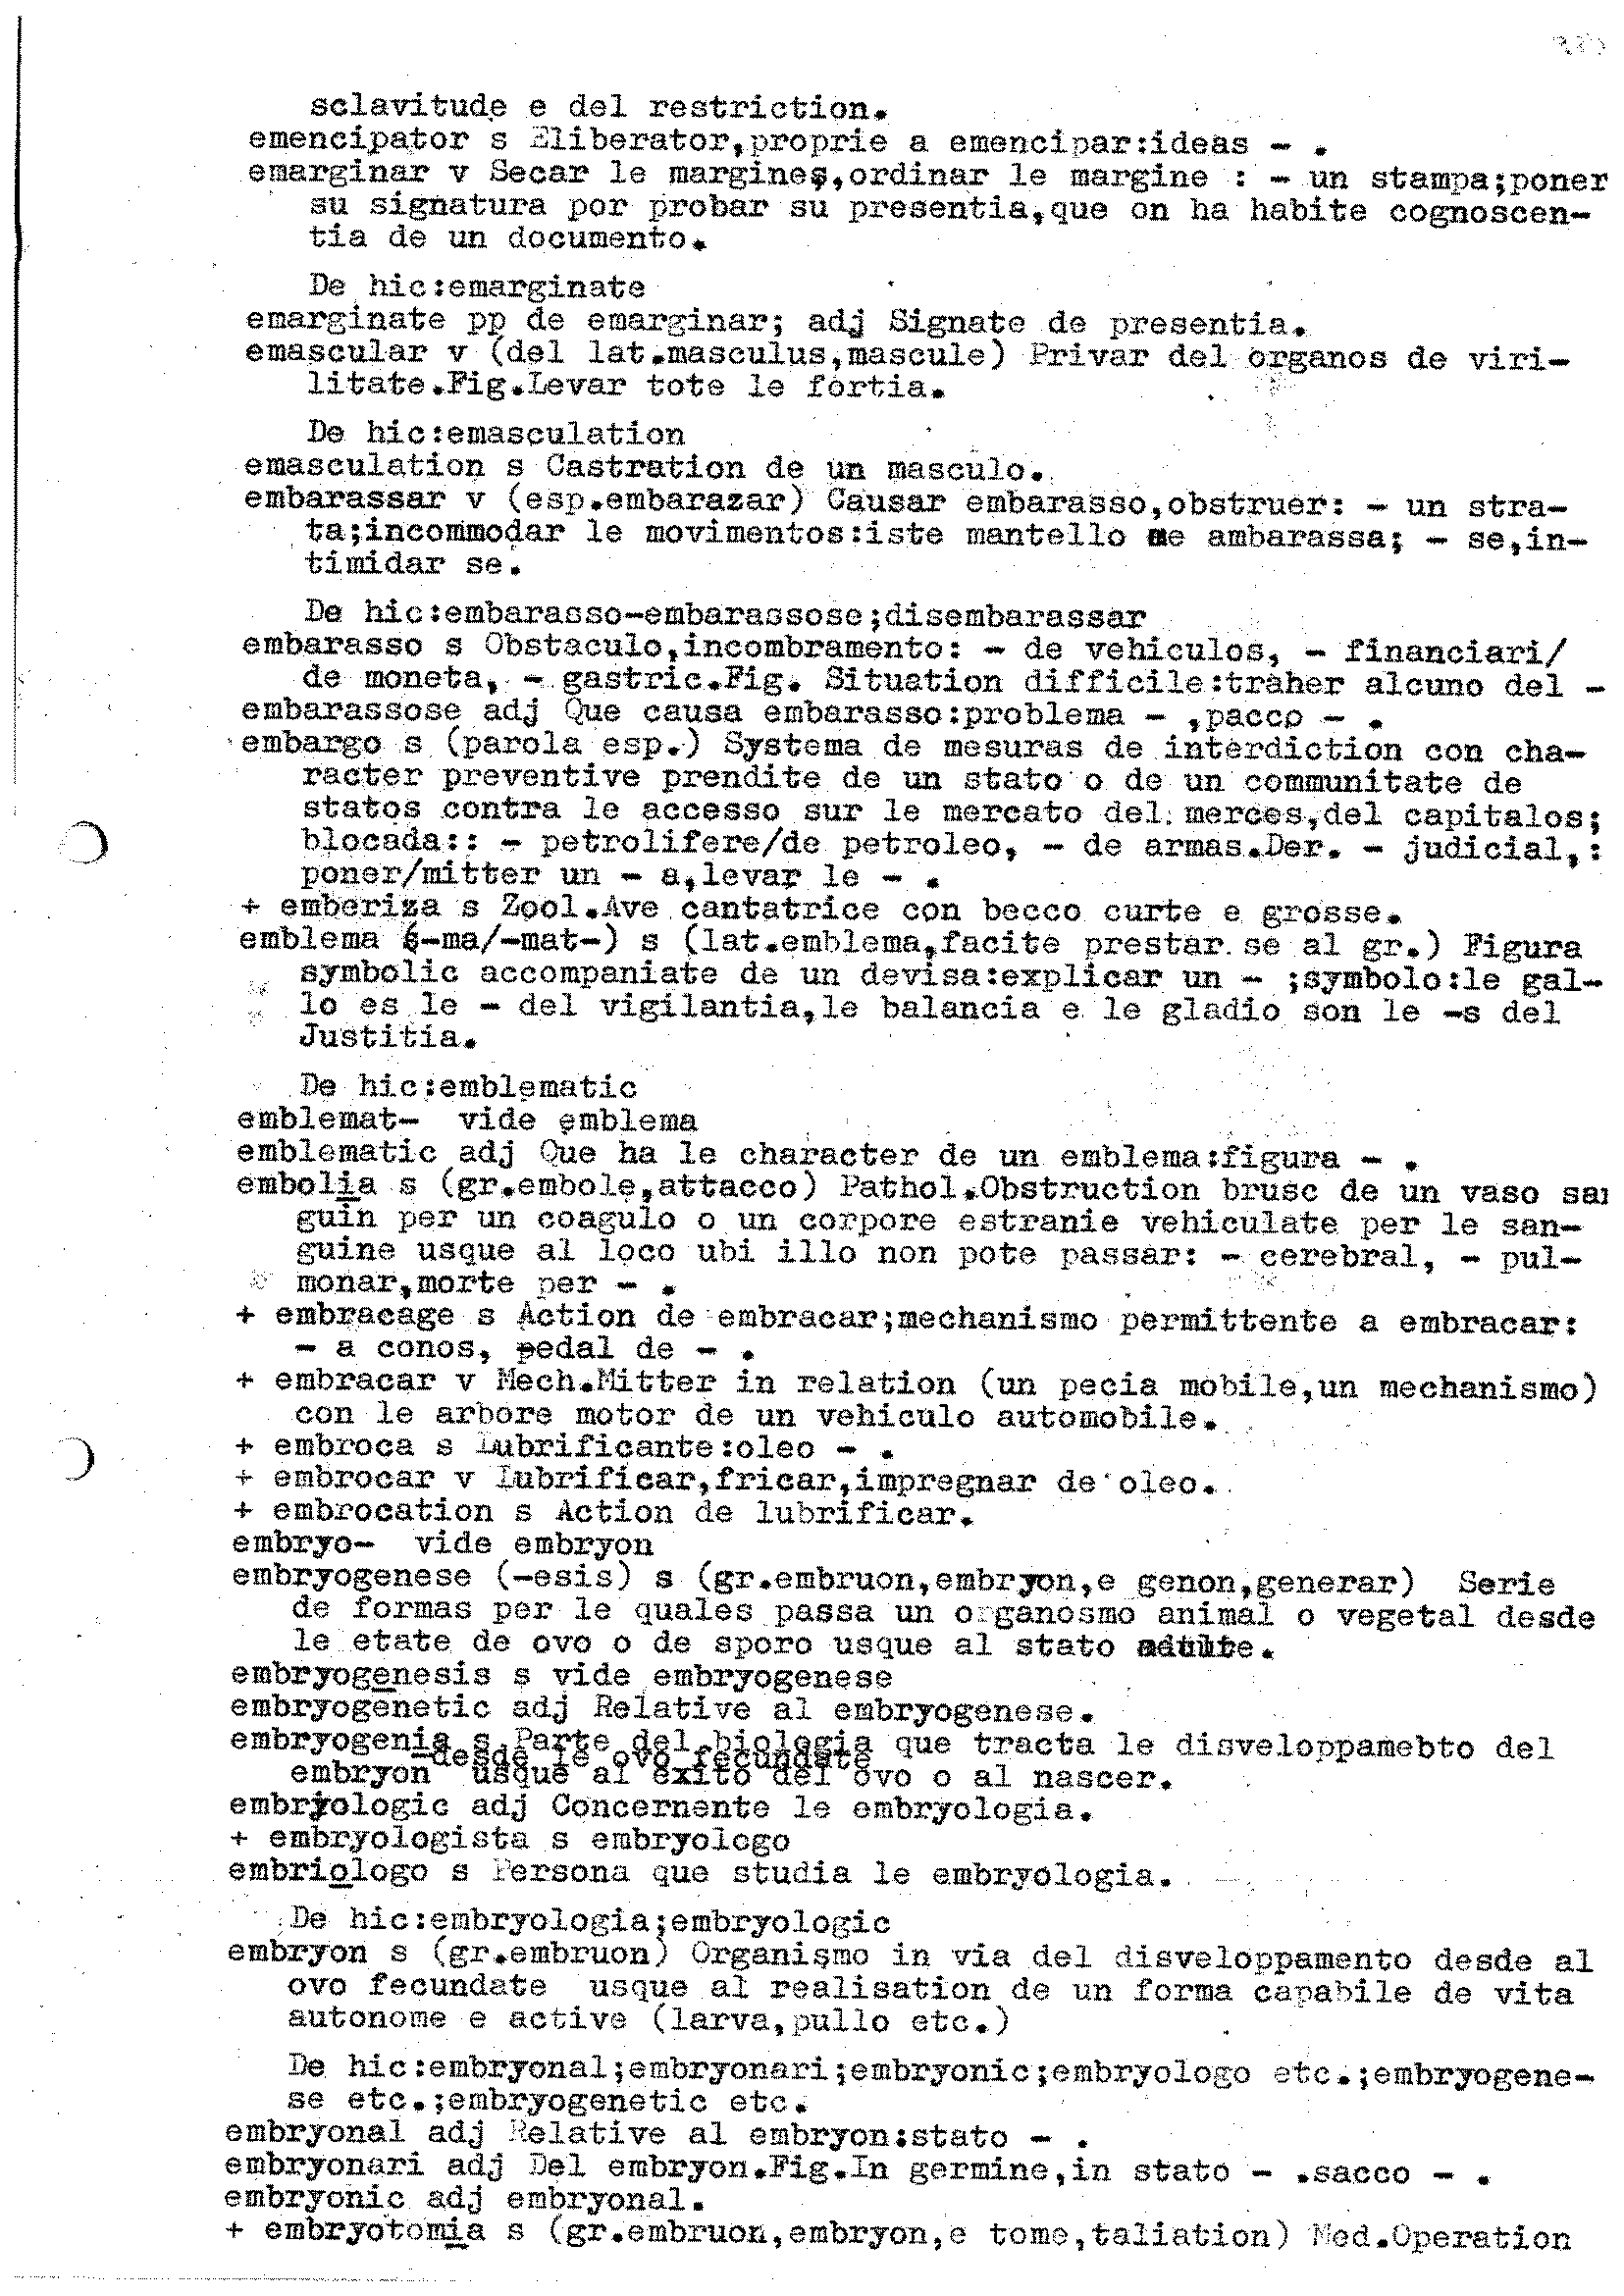 sclavitude e del restriction.
emencipator s Eliberator,proprie a emencipar:ideas - .
emarginar v Secar le margines,ordinar le margine : - un stampa;poner
su signatura por probar su presentia,que on ha habite cognoscen-
tia de un documento.
De hic:emarginate
emarginate pp de emarginar; adj Signate de presentia.
emascular v (del lat.masculus,mascule) Privar del organos de viri-
litate.Fig.Levar tote le fortia.
De hic:emasculation
emasculation s Castration de un masculo.
embarassar v (esp.embarazar) Causar embarasso,obstruer: - un stra-
ta;incommodar le movimentos:iste mantello me ambarassa; - se,in-
timidar se.
De hic:embarasso-embarassose;disembarassar
embarasso s Obstaculo,incombramento: - de vehiculos, - financiari/
de moneta, - gastric.Fig. Situation difficile:traher alcuno del -
embarassose adj Que causa embarasso:problema - ,pacco - .
embargo s (parola esp.) Systema de mesuras de interdiction con cha-
racter preventive prendite de un stato o de un communitate de
statos contra le accesso sur le mercato del merces,del capitalos;
blocada:: - petrolifere/de petroleo, - de armas.Der. - judicial,:
poner/mitter un - a,levar le - .
+ emberiza s Zool.Ave cantatrice con becco curte e grosse.
emblema (-ma/-mat-) s (lat.emblema,facite prestar se al gr.) Figura
symbolic accompaniate de un devisa:explicar un - ;symbolo:le gal-
lo es le - del vigilantia,le balancia e le gladio son le -s del
Justitia.
De hic:emblematic
emblemat- vide emblema
emblematic adj Que ha le character de un emblema:figura - .
embolia s (gr.embole,attacco) Pathol.Obstruction brusc de un vaso san
guin per un coagulo o un corpore estranie vehiculate per le san-
guine usque al loco ubi illo non pote passar: - cerebral, - pul-
monar,morte per - .
+ embracage s Action de embracar;mechanismo permittente a embracar:
- a conos, pedal de - .
+ embracar v Mech.Mitter in relation (un pecia mobile,un mechanismo)
con le arbore motor de un vehiculo automobile.
+ embroca s Lubrificante:oleo - .
+ embrocar v Lubrificar,fricar,impregnar de oleo.
+ embrocation s Action de lubrificar.
embryo- vide embryon
embryogenese (-esis) s (gr.embruon,embryon,e genon,generar) Serie
de formas per le quales passa un organosmo animal o vegetal desde
le etate de ovo o de sporo usque al stato adulte.
embryogenesis s vide embryogenese
embryogenetic adj Relative al embryogenese.
embryogenia s Parte del biologia que tracta le disveloppamebto del
desde le ovo fecundate
embryon usque al exito del ovo o al nascer.
embryologic adj Concernente le embryologia.
+ embryologista s embryologo
embriologo s Persona que studia le embryologia.
De hic:embryologia;embryologic
embryon s (gr.embruon) Organismo in via del disveloppamento desde al
ovo fecundate usque al realisation de un forma capabile de vita
autonome e active (larva,pullo etc.)
De hic:embryonal;embryonari;embryonic;embryologo etc.;embryogene-
se etc.;embryogenetic etc.
embryonal adj Relative al embryon:stato - .
embryonari adj Del embryon.Fig.In germine,in stato - .sacco - .
embryonic adj embryonal.
+ embryotomia s (gr.embruon,embryon,e tome,taliation) Med.Operation